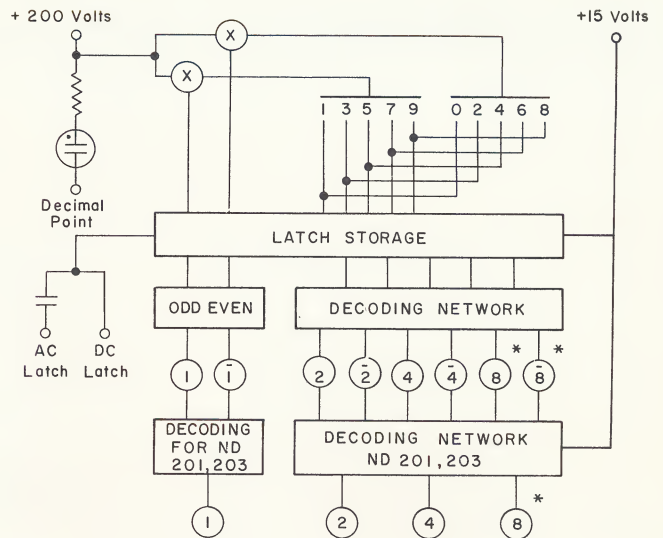 + 200 Volts
+15 Volts
X
X
1 3 5 7 9 0 2 4 6 8
Decimal
Point
LATCH STORAGE
ODD EVEN
DECODING NETWORK
AC
Latch
DC
Latch
1 1̅ 2 2̅ 4 4̅ 8 * 8̅ *
DECODING
FOR ND
201,203
DECODING NETWORK
ND 201,203
1 2 4 8 *